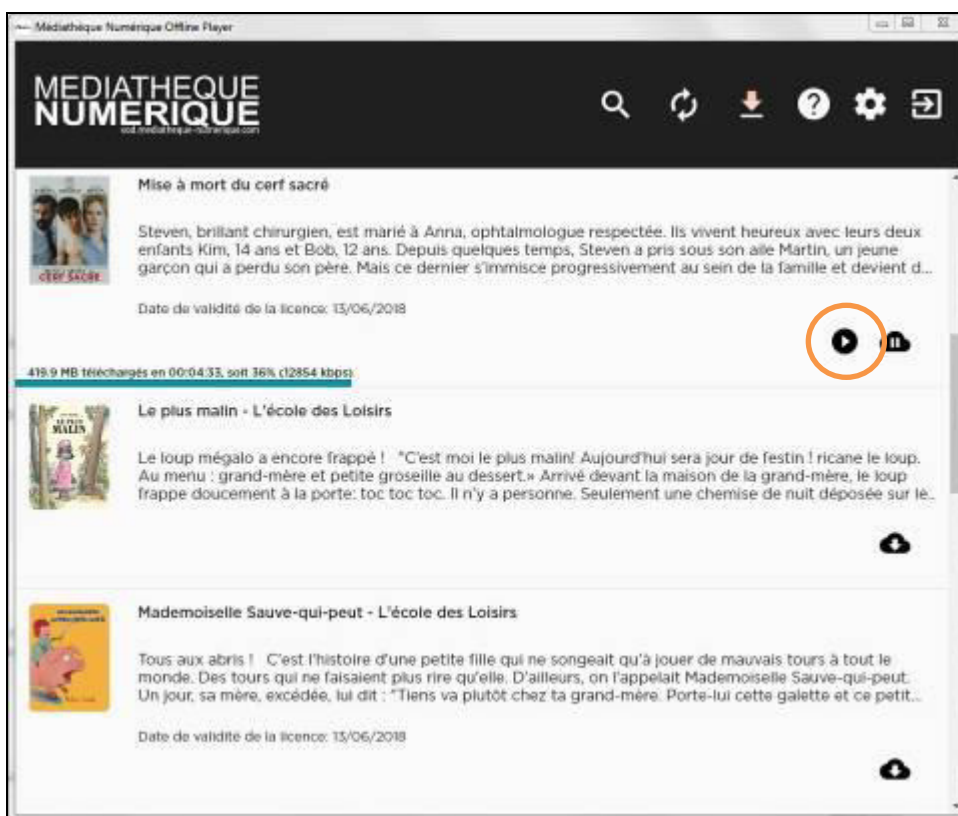 Médiathèque Numérique Offline Player
MEDIATHEQUE
NUMERIQUE
vod.mediatheque-numerique.com
Mise à mort du cerf sacré
Steven, brillant chirurgien, est marié à Anna, ophtalmologue respectée. Ils vivent heureux avec leurs deux
enfants Kim, 14 ans et Bob, 12 ans. Depuis quelques temps, Steven a pris sous son aile Martin, un jeune
garçon qui a perdu son père. Mais ce dernier s'immisce progressivement au sein de la famille et devient d...
CERF SACRE
Date de validité de la licence: 13/06/2018
419.9 MB téléchargés en 00:04:33, soit 36% (12854 kbps)
Le plus malin - L'école des Loisirs
LE PLUS
MALIN
Le loup mégalo a encore frappé ! "C'est moi le plus malin! Aujourd'hui sera jour de festin ! ricane le loup.
Au menu : grand-mère et petite groseille au dessert.» Arrivé devant la maison de la grand-mère, le loup
frappe doucement à la porte: toc toc toc. Il n'y a personne. Seulement une chemise de nuit déposée sur le..
Mademoiselle Sauve-qui-peut - L'école des Loisirs
Tous aux abris ! C'est l'histoire d'une petite fille qui ne songeait qu'à jouer de mauvais tours à tout le
monde. Des tours qui ne faisaient plus rire qu'elle. D'ailleurs, on l'appelait Mademoiselle Sauve-qui-peut.
Un jour, sa mère, excédée, lui dit : "Tiens va plutôt chez ta grand-mère. Porte-lui cette galette et ce petit...
Date de validité de la licence: 13/06/2018